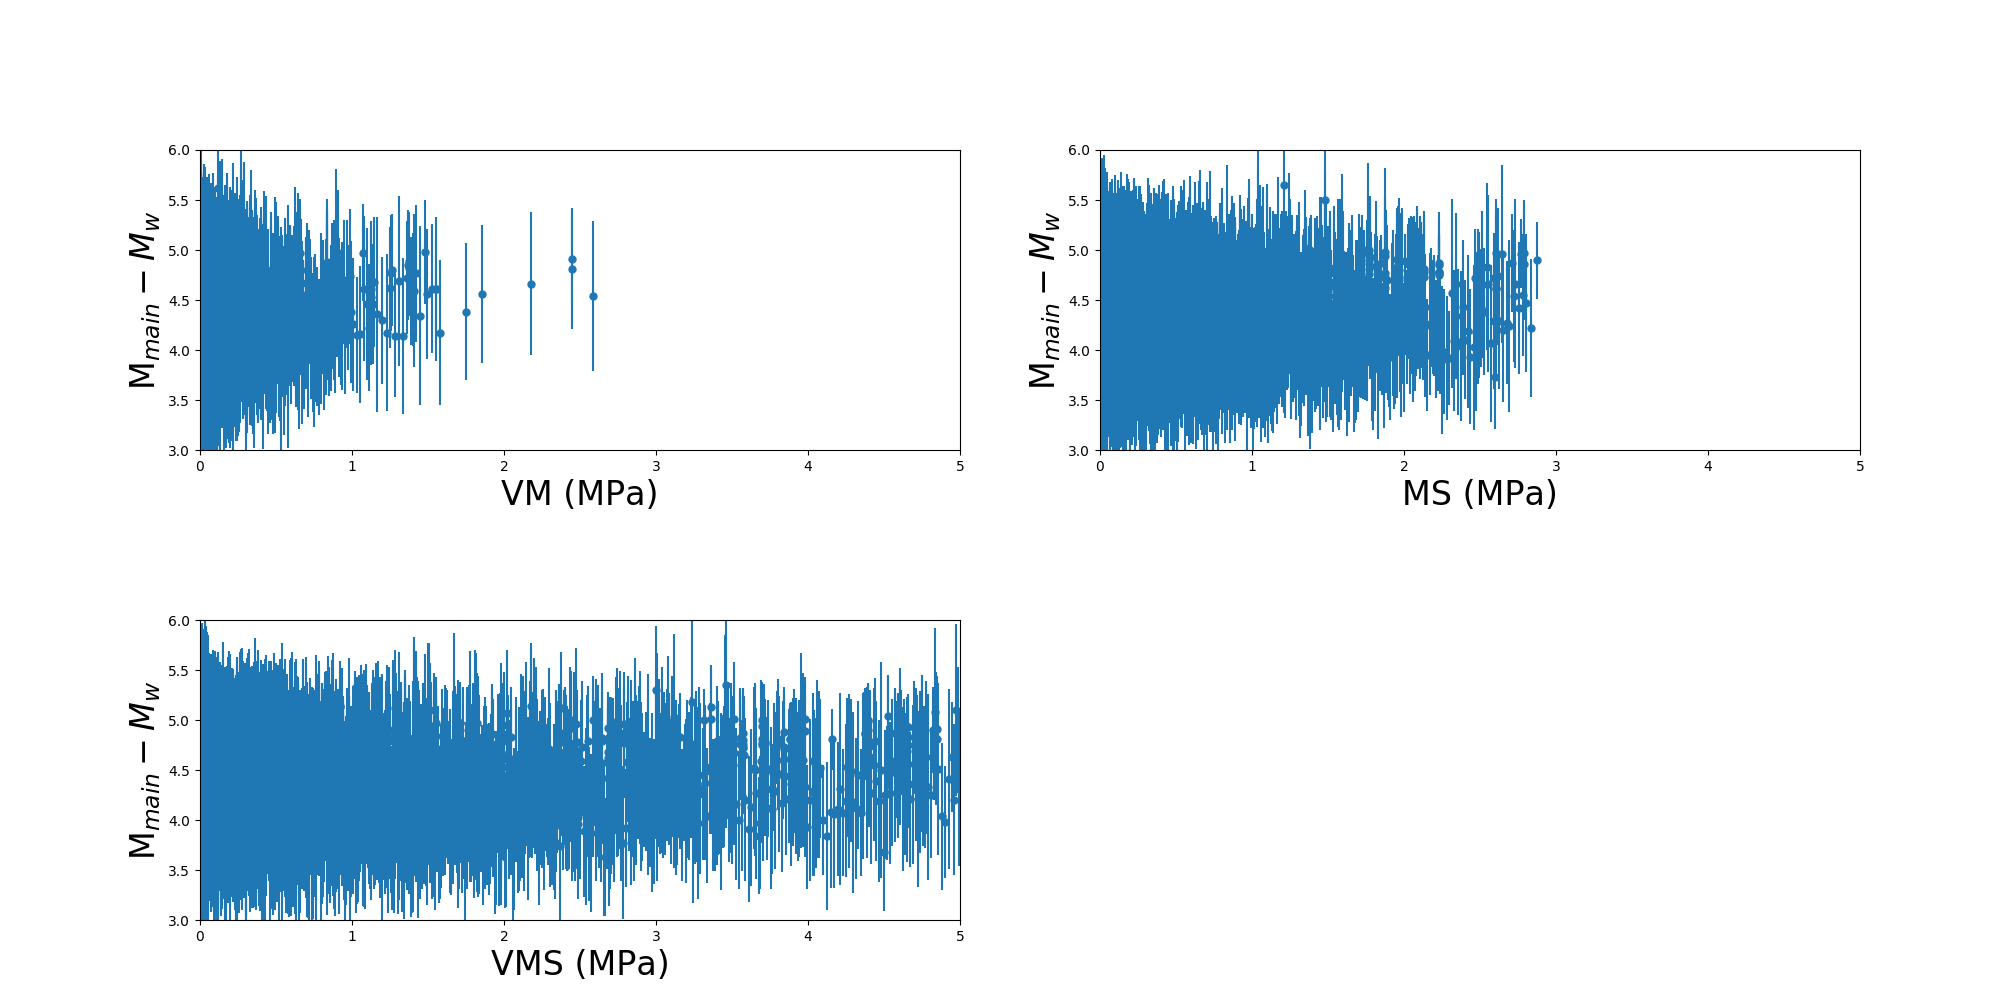 6.0 6.0
5.5 5.5
5.0 5.0
4.5 4.5
4.0 4.0
3.5 3.5
3.0 3.0
M_main − M_w M_main − M_w
0 1 2 3 4 5 0 1 2 3 4 5
VM (MPa) MS (MPa)
6.0
5.5
5.0
4.5
4.0
3.5
3.0
M_main − M_w
0 1 2 3 4 5
VMS (MPa)